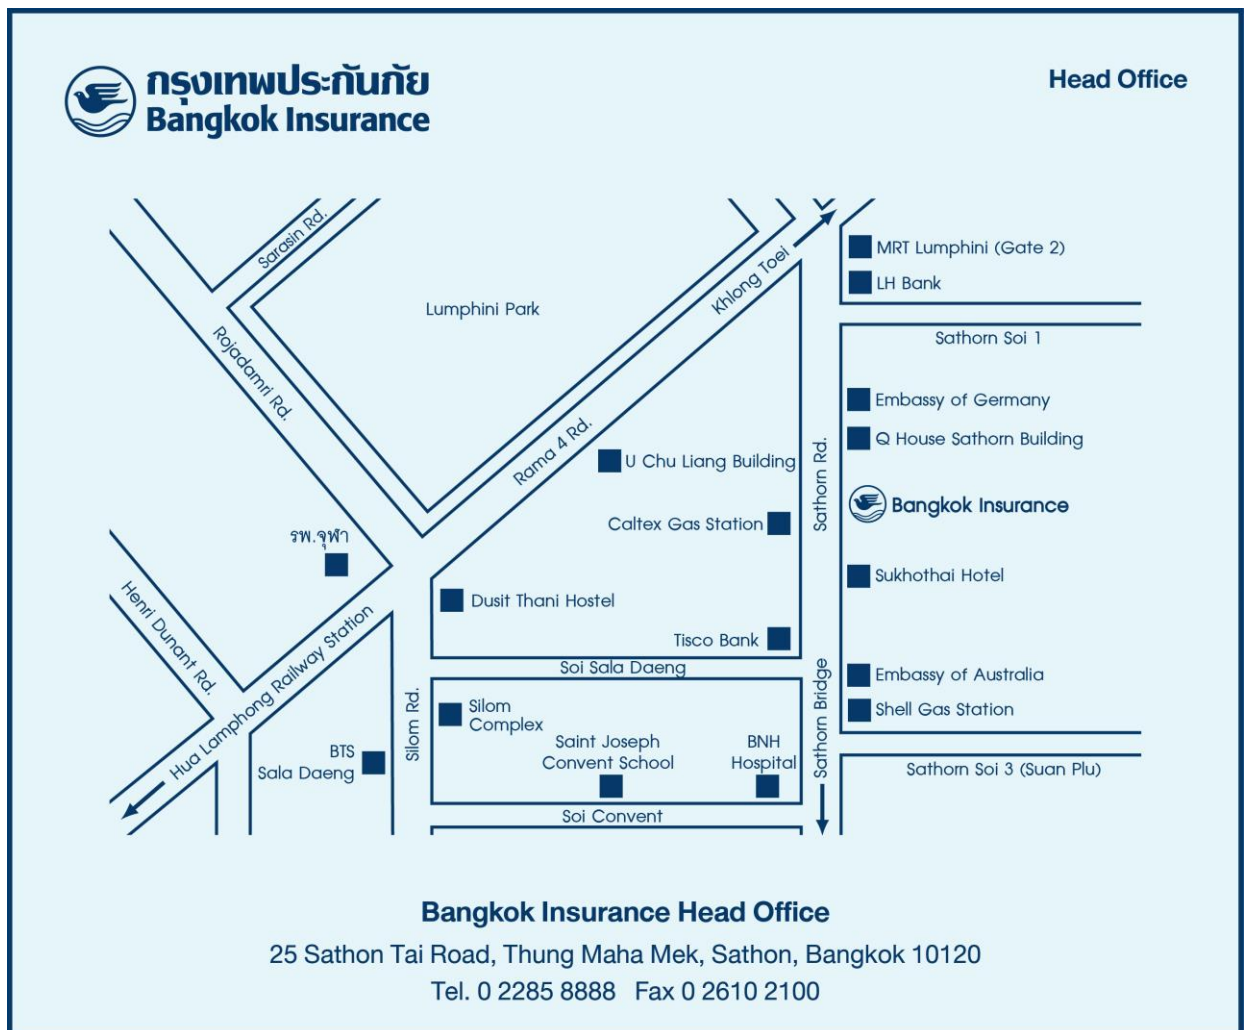 กรุงเทพประกันภัย
Bangkok Insurance
Head Office
Sarasin Rd.
Lumphini Park
Khlong Toei
MRT Lumphini (Gate 2)
LH Bank
Sathorn Soi 1
Rojadamri Rd.
Rama 4 Rd.
Embassy of Germany
Q House Sathorn Building
U Chu Liang Building
Sathorn Rd.
Bangkok Insurance
Caltex Gas Station
รพ.จุฬา
Sukhothai Hotel
Henri Dunant Rd.
Dusit Thani Hostel
Tisco Bank
Hua Lamphong Railway Station
Soi Sala Daeng
Embassy of Australia
Shell Gas Station
Silom Rd.
Silom
Complex
Sathorn Bridge
BTS
Sala Daeng
Saint Joseph
Convent School
BNH
Hospital
Sathorn Soi 3 (Suan Plu)
Soi Convent
Bangkok Insurance Head Office
25 Sathon Tai Road, Thung Maha Mek, Sathon, Bangkok 10120
Tel. 0 2285 8888 Fax 0 2610 2100